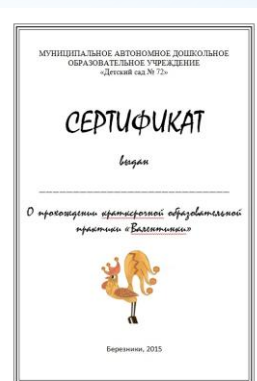 МУНИЦИПАЛЬНОЕ АВТОНОМНОЕ ДОШКОЛЬНОЕ
ОБРАЗОВАТЕЛЬНОЕ УЧРЕЖДЕНИЕ
«Детский сад № 72»
СЕРТИФИКАТ
выдан
О прохождении краткосрочной образовательной
практики «Валентинки»
Березники, 2015